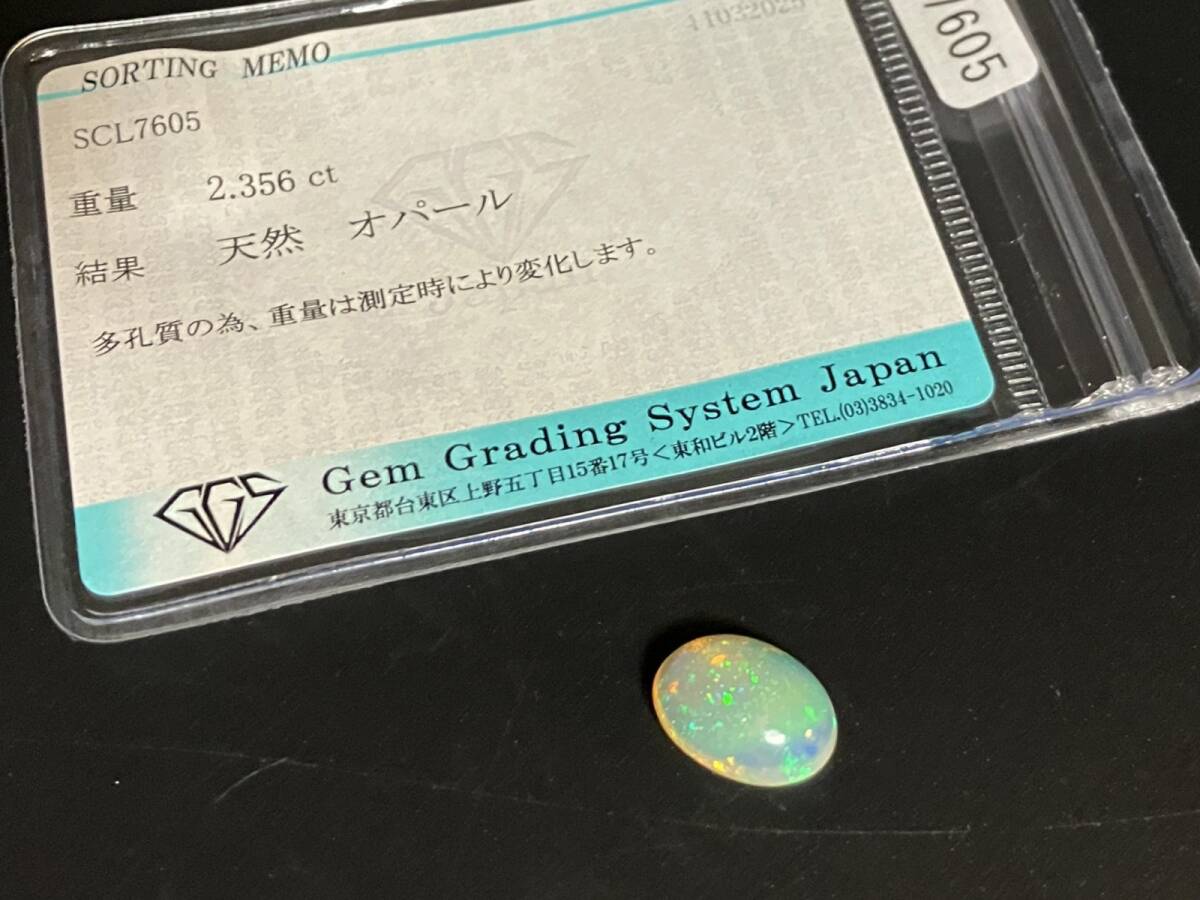 SORTING MEMO
11032025
SCL7605
重量 2.356 ct
結果 天然 オパール
多孔質の為、重量は測定時により変化します。
GGS Gem Grading System Japan
東京都台東区上野五丁目15番17号＜東和ビル2階＞TEL.(03)3834-1020
7605